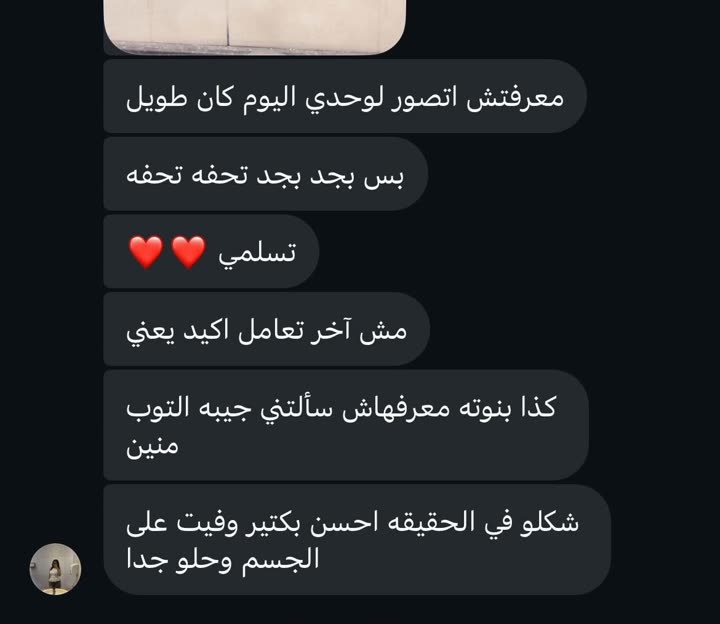 معرفتش اتصور لوحدي اليوم كان طويل
بس بجد بجد تحفه تحفه
تسلمي ❤️❤️
مش آخر تعامل اكيد يعني
كذا بنوته معرفهاش سألتني جيبه التوب
منين
شكلو في الحقيقه احسن بكتير وفيت على
الجسم وحلو جدا